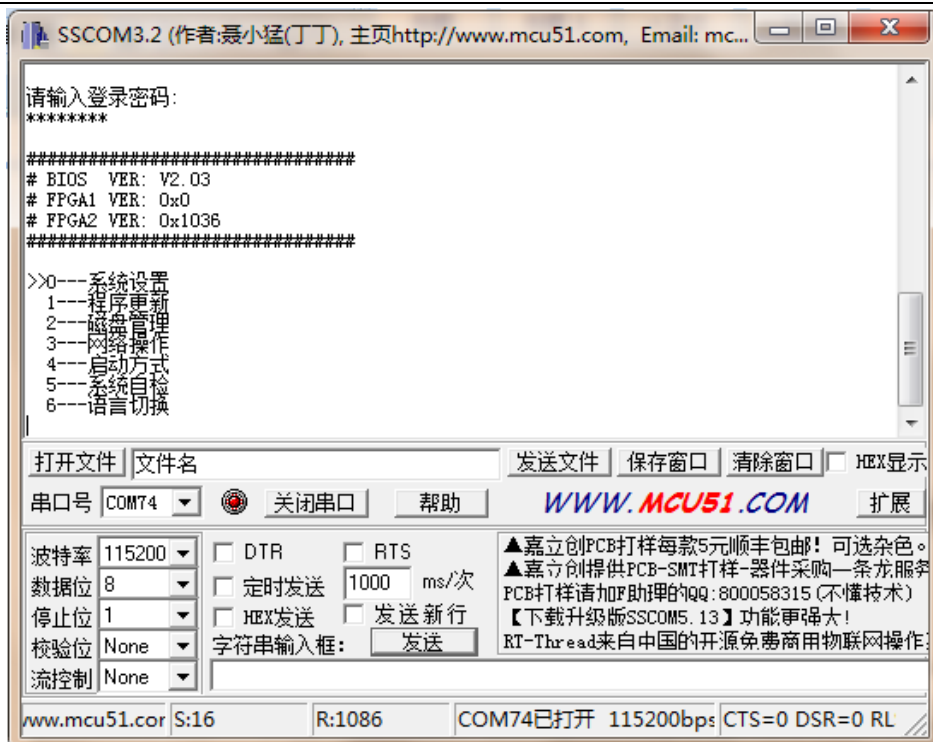 SSCOM3.2 (作者:聂小猛(丁丁), 主页http://www.mcu51.com, Email: mc...
请输入登录密码:
********
################################
# BIOS  VER: V2.03
# FPGA1 VER: 0x0
# FPGA2 VER: 0x1036
################################
>>0---系统设置
1---程序更新
2---磁盘管理
3---网络操作
4---启动方式
5---系统自检
6---语言切换
打开文件 文件名 发送文件 保存窗口 清除窗口 HEX显示
串口号 COM74 关闭串口 帮助 WWW.MCU51.COM 扩展
波特率 115200 DTR RTS
数据位 8 定时发送 1000 ms/次
停止位 1 HEX发送 发送新行
校验位 None 字符串输入框: 发送
流控制 None
▲嘉立创PCB打样每款5元顺丰包邮！可选杂色。
▲嘉立创提供PCB-SMT打样-器件采购一条龙服务
PCB打样请加F助理的QQ:800058315(不懂技术)
【下载升级版SSCOM5.13】功能更强大!
RT-Thread来自中国的开源免费商用物联网操作
www.mcu51.cor S:16 R:1086 COM74已打开 115200bps CTS=0 DSR=0 RL